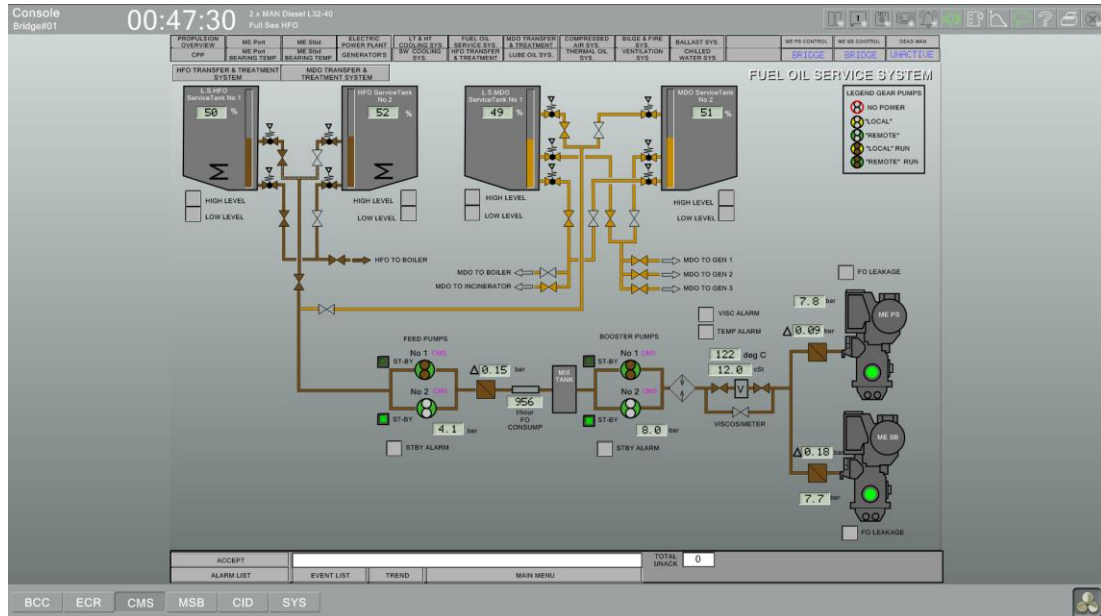 Console
Bridge#01
00:47:30
2 x MAN Diesel L32-40
Full Sea
HFO
PROPULSION OVERVIEW
ME Port
ME Stbd
ELECTRIC POWER PLANT
LT & HT COOLING SYS
FUEL OIL SERVICE SYS.
MDO TRANSFER & TREATMENT
COMPRESSED AIR SYS.
BILGE & FIRE SYS.
BALLAST SYS.
ME PS CONTROL
ME SB CONTROL
DEAD MAN
CPP
ME Port BEARING TEMP
ME Stbd BEARING TEMP
GENERATORS
SW COOLING SYS.
HFO TRANSFER & TREATMENT
LUBE OIL SYS.
THERMAL OIL SYS.
VENTILATION SYS
CHILLED WATER SYS
BRIDGE
BRIDGE
UNACTIVE
HFO TRANSFER & TREATMENT SYSTEM
MDO TRANSFER & TREATMENT SYSTEM
FUEL OIL SERVICE SYSTEM
L.S.HFO
ServiceTank No 1
50 %
HFO ServiceTank
No 2
52 %
L.S.MDO
ServiceTank No 1
49 %
MDO ServiceTank
No 2
51 %
LEGEND GEAR PUMPS
NO POWER
"LOCAL"
"REMOTE"
"LOCAL" RUN
"REMOTE" RUN
Σ
Σ
HIGH LEVEL
LOW LEVEL
HIGH LEVEL
LOW LEVEL
HIGH LEVEL
LOW LEVEL
HIGH LEVEL
LOW LEVEL
HFO TO BOILER
MDO TO BOILER
MDO TO INCINERATOR
MDO TO GEN 1
MDO TO GEN 2
MDO TO GEN 3
FO LEAKAGE
7.8 bar
ME PS
Δ 0.09 bar
VISC ALARM
TEMP ALARM
122 deg C
12.0 cSt
V
VISCOSIMETER
FEED PUMPS
No 1 CMS
ST-BY
No 2 CMS
ST-BY
Δ 0.15 bar
4.1 bar
STBY ALARM
956
l/hour
FO
CONSUMP
MIX
TANK
BOOSTER PUMPS
No 1 CMS
ST-BY
No 2 CMS
ST-BY
8.0 bar
STBY ALARM
ME SB
Δ 0.18 bar
7.7 bar
FO LEAKAGE
ACCEPT
TOTAL UNACK
0
ALARM LIST
EVENT LIST
TREND
MAIN MENU
BCC ECR CMS MSB CID SYS